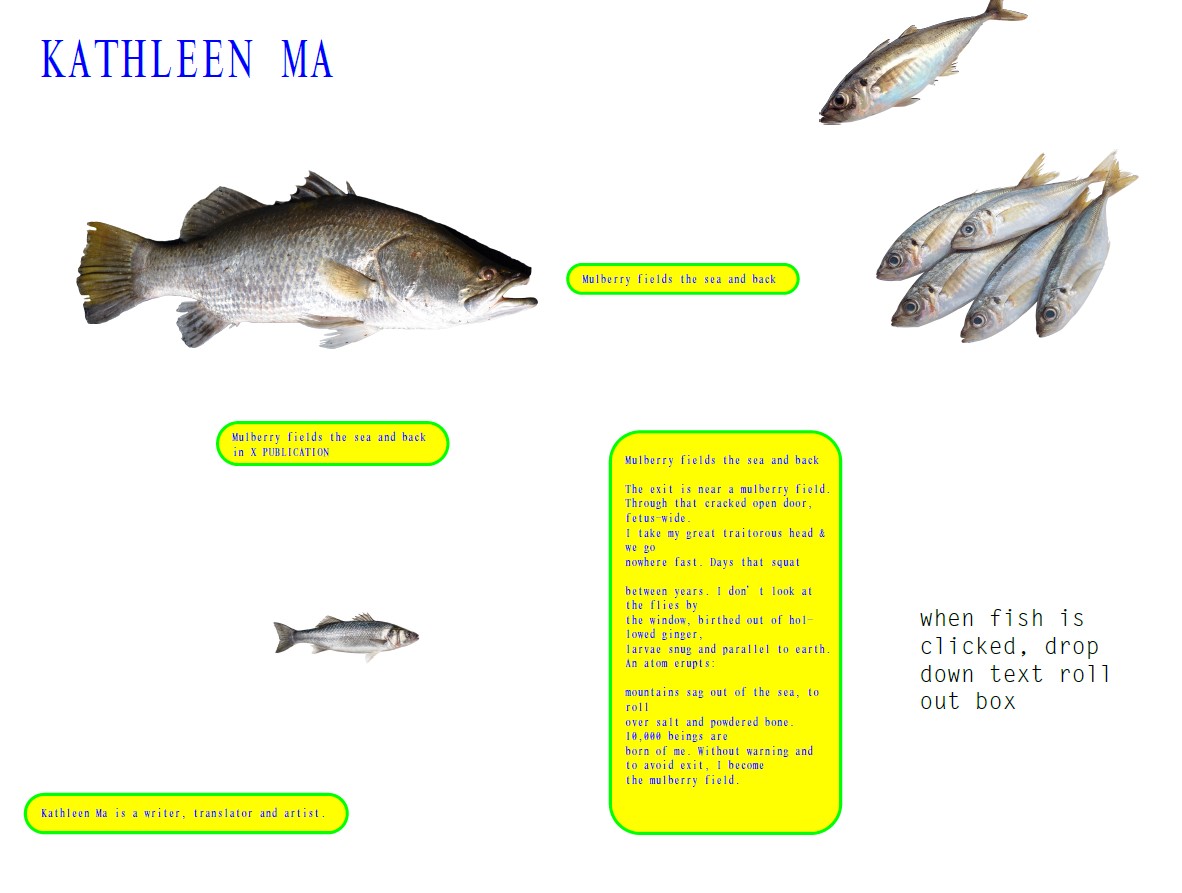 KATHLEEN MA
Mulberry fields the sea and back
Mulberry fields the sea and back
in X PUBLICATION
Mulberry fields the sea and back
The exit is near a mulberry field.
Through that cracked open door,
fetus-wide.
I take my great traitorous head &
we go
nowhere fast. Days that squat
between years. I don't look at
the flies by
the window, birthed out of hol-
lowed ginger,
larvae snug and parallel to earth.
An atom erupts:
mountains sag out of the sea, to
roll
over salt and powdered bone.
10,000 beings are
born of me. Without warning and
to avoid exit, I become
the mulberry field.
when fish is
clicked, drop
down text roll
out box
Kathleen Ma is a writer, translator and artist.